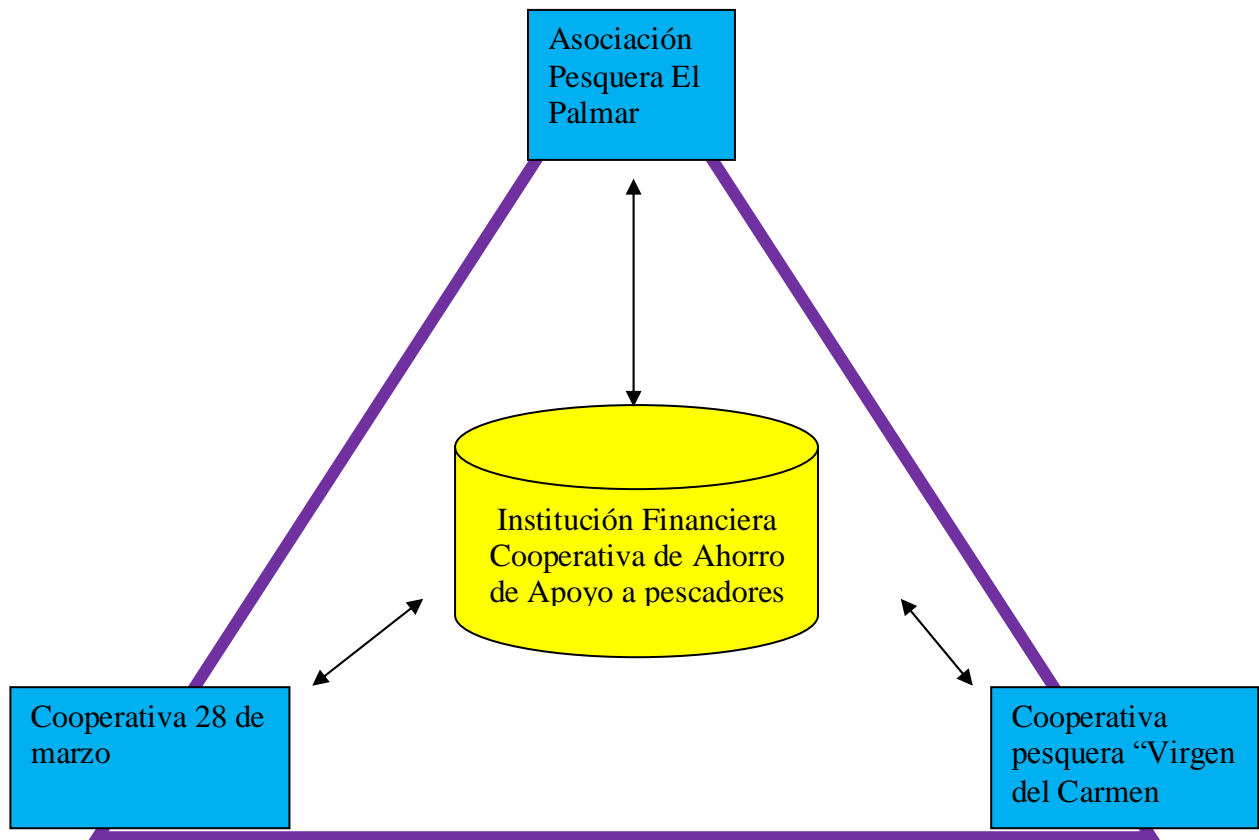 Asociación
Pesquera El
Palmar
Institución Financiera
Cooperativa de Ahorro
de Apoyo a pescadores
Cooperativa 28 de
marzo
Cooperativa
pesquera “Virgen
del Carmen